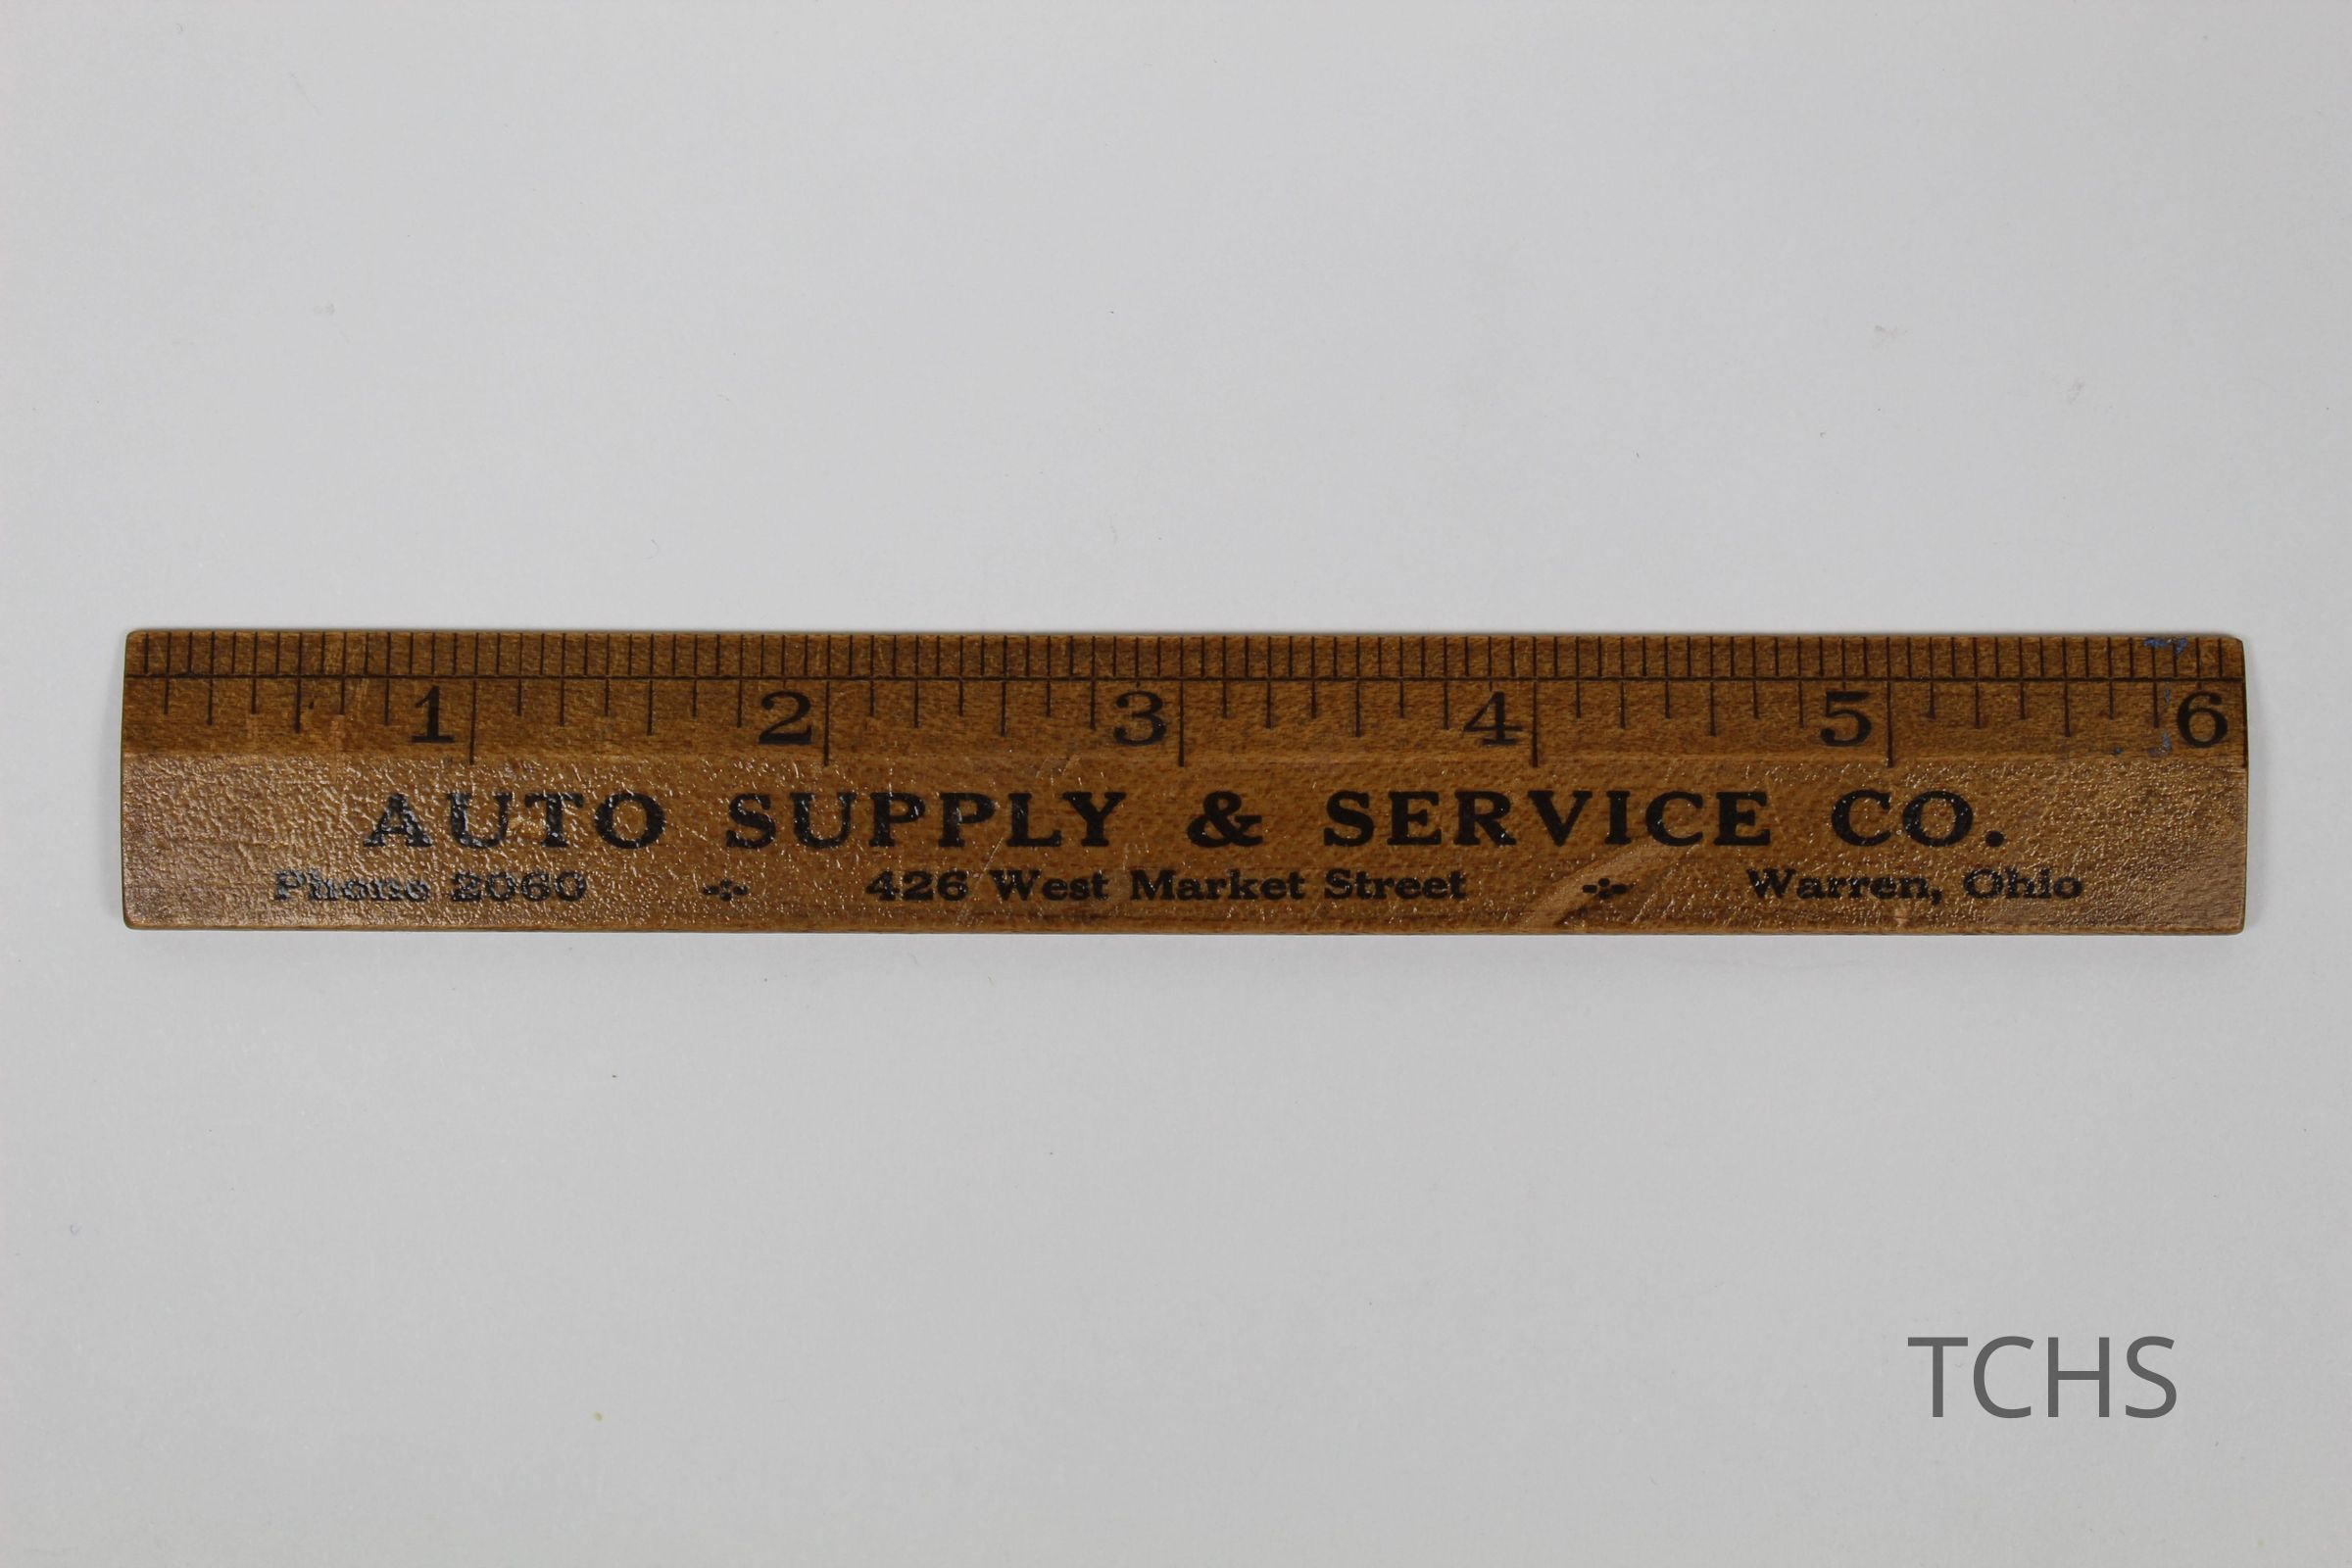 1 2 3 4 5 6
AUTO SUPPLY & SERVICE CO.
Phone 2060 426 West Market Street Warren, Ohio
TCHS